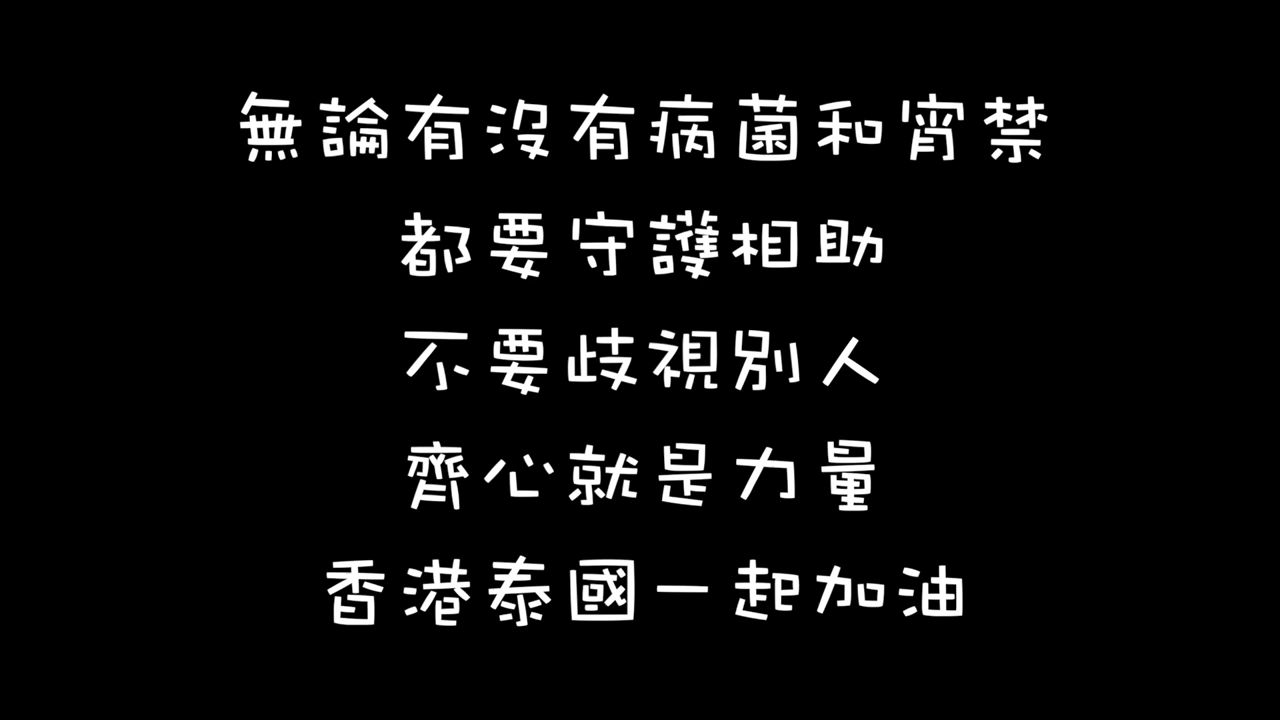 無論有沒有病菌和宵禁
都要守護相助
不要歧視別人
齊心就是力量
香港泰國一起加油